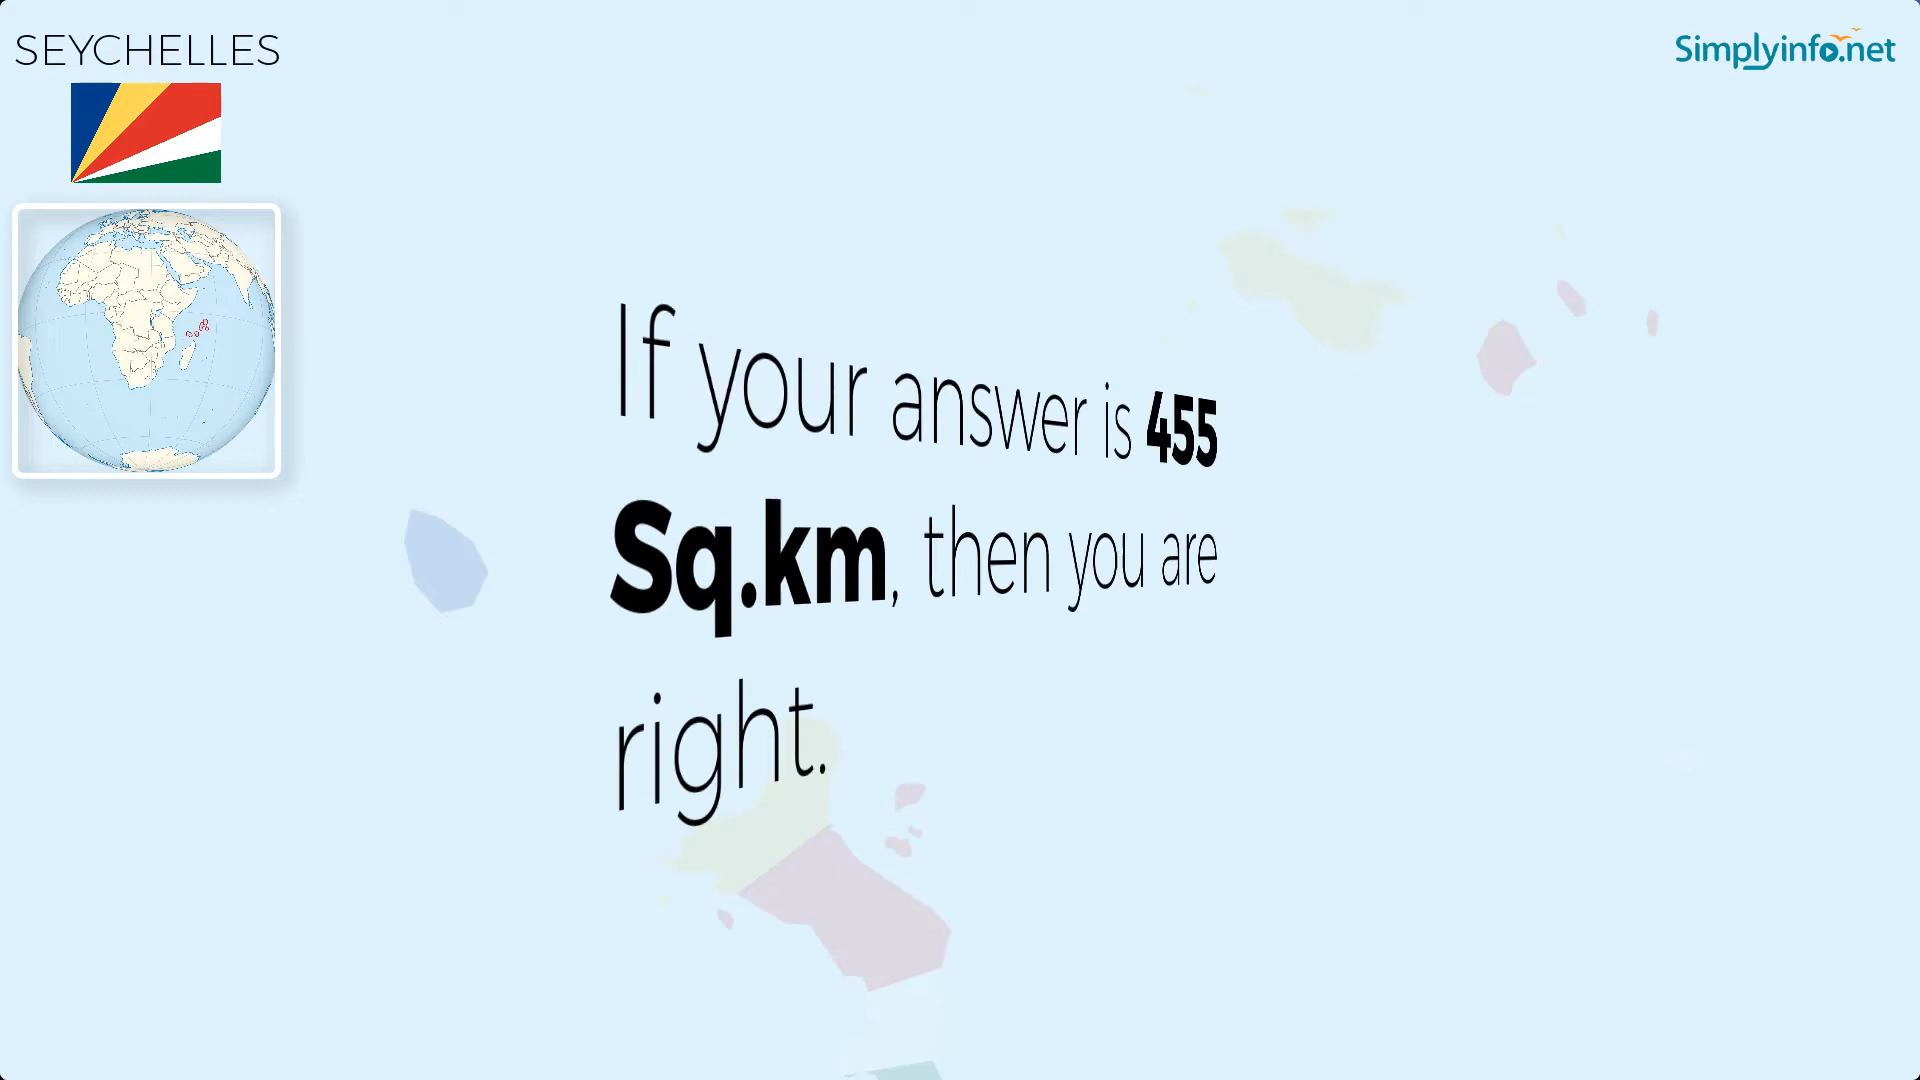 SEYCHELLES
Simplyinfo.net
If your answer is 455
Sq.km, then you are
right.